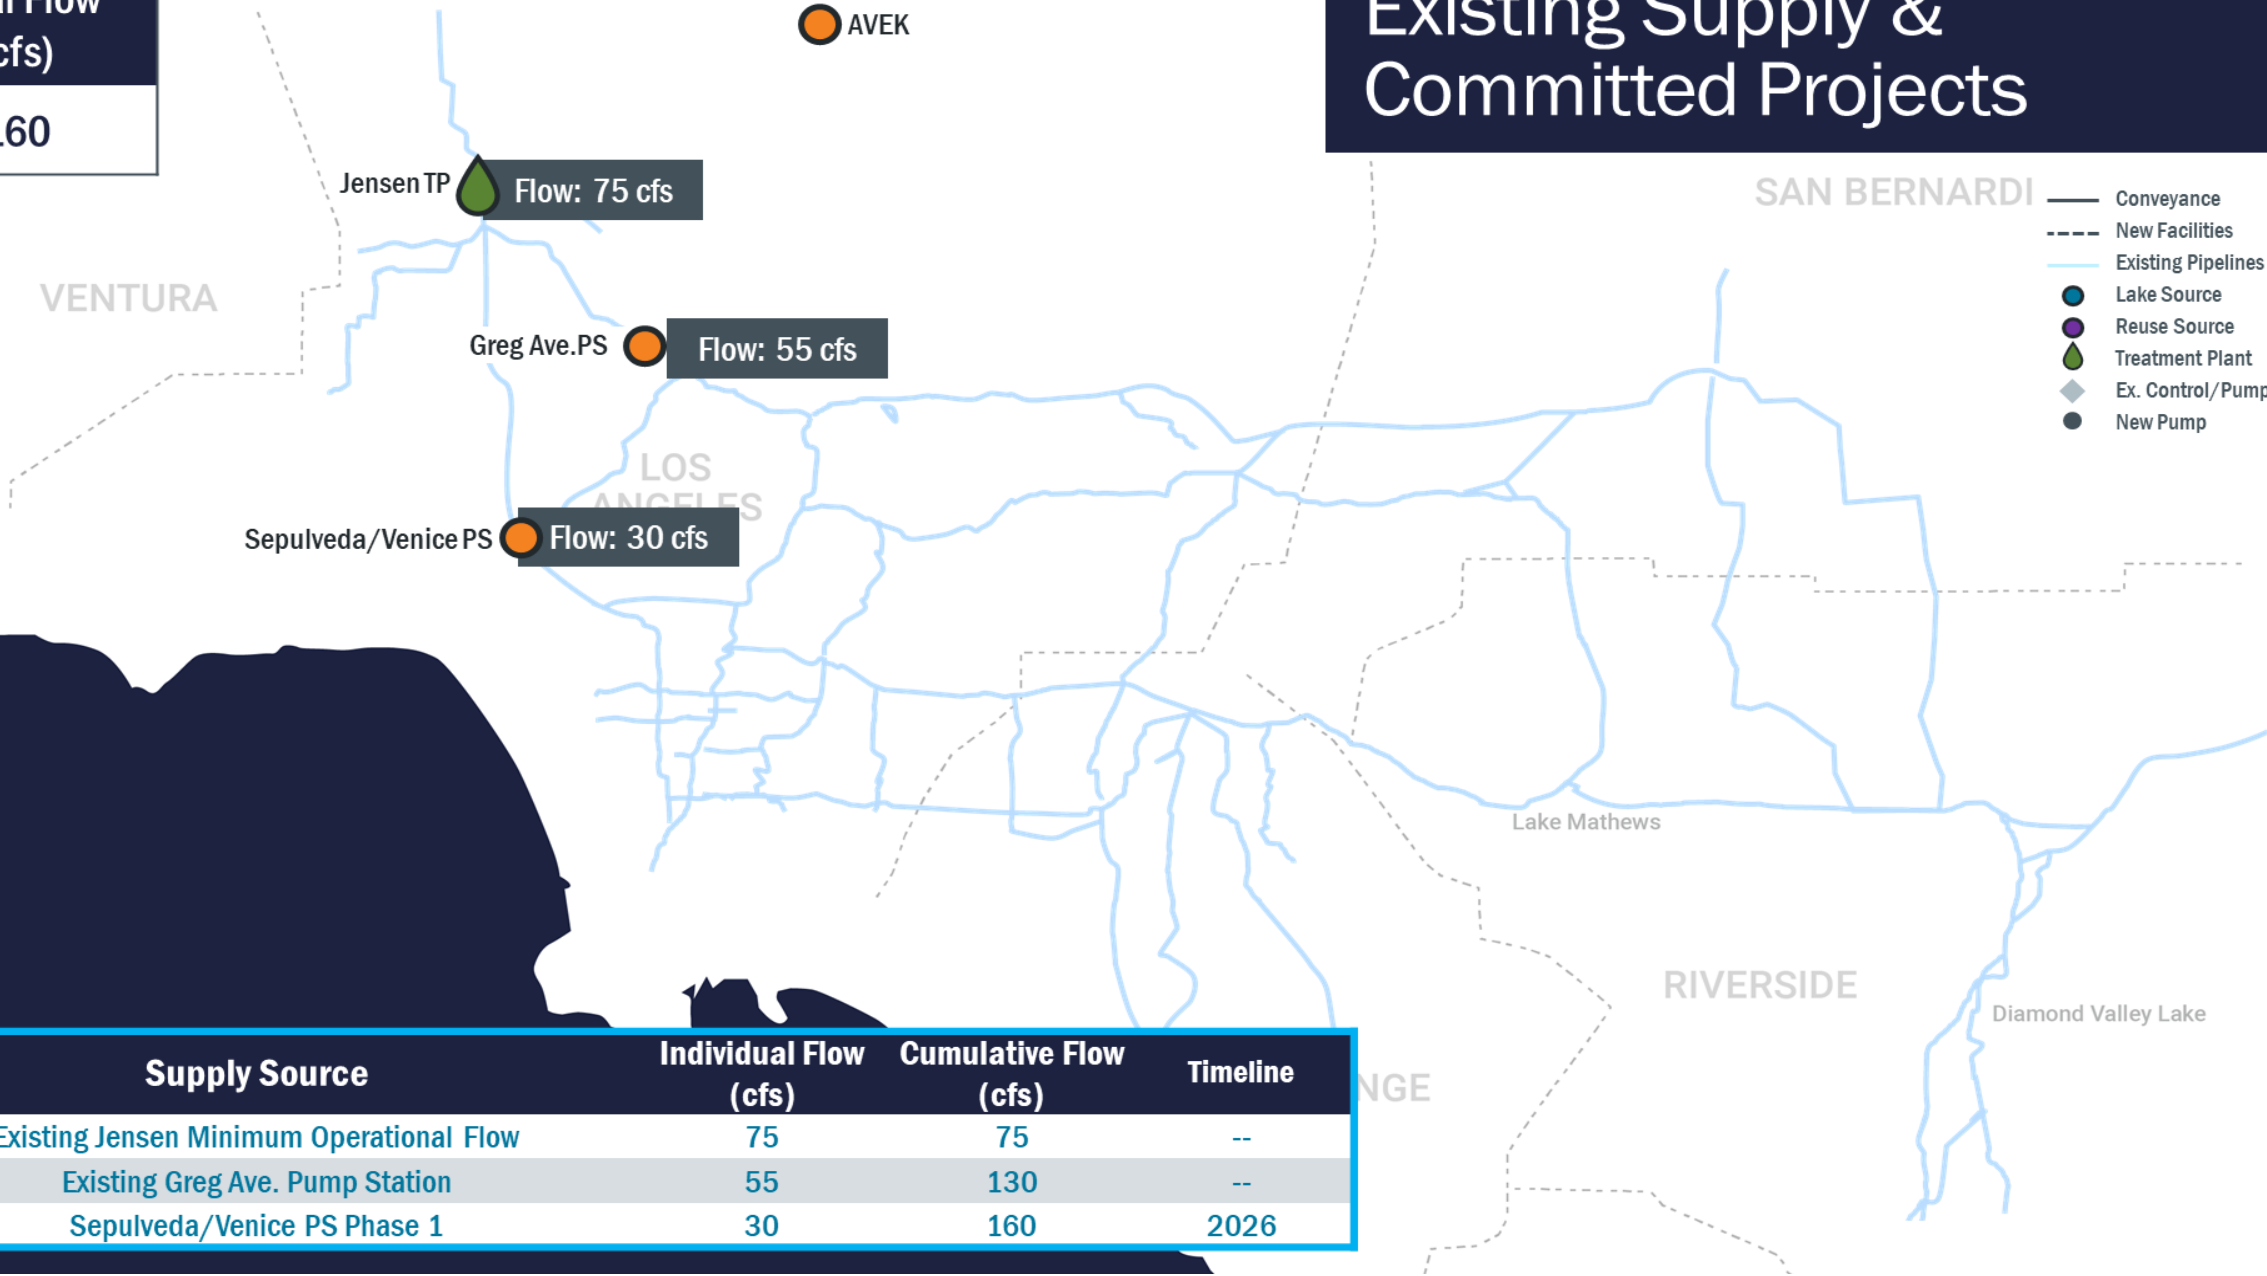 Flow
cfs)
60
AVEK
Existing Supply &
Committed Projects
Jensen TP
Flow: 75 cfs
SAN BERNARDI
Conveyance
New Facilities
Existing Pipelines
Lake Source
Reuse Source
Treatment Plant
Ex. Control/Pump
New Pump
VENTURA
Greg Ave.PS
Flow: 55 cfs
LOS
ANGELES
Sepulveda/Venice PS
Flow: 30 cfs
Lake Mathews
RIVERSIDE
Diamond Valley Lake
NGE
Supply Source
Individual Flow
(cfs)
Cumulative Flow
(cfs)
Timeline
Existing Jensen Minimum Operational Flow 75 75 --
Existing Greg Ave. Pump Station 55 130 --
Sepulveda/Venice PS Phase 1 30 160 2026